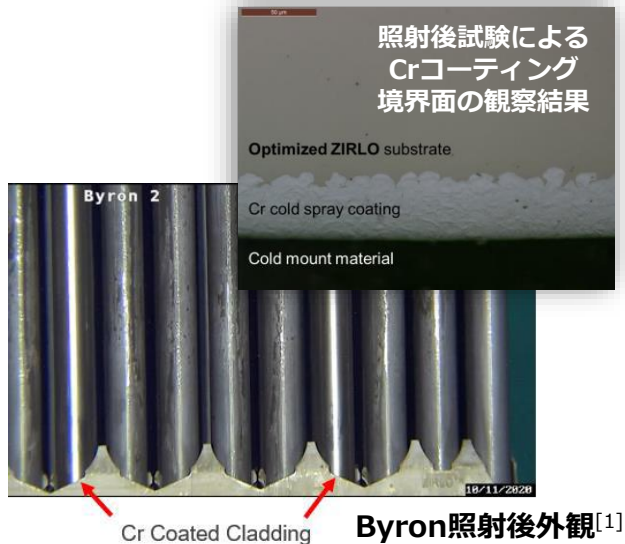 50 μm
照射後試験による
Crコーティング
境界面の観察結果
Optimized ZIRLO substrate
Cr cold spray coating
Cold mount material
Byron 2
10/11/2020
Cr Coated Cladding
Byron照射後外観[1]